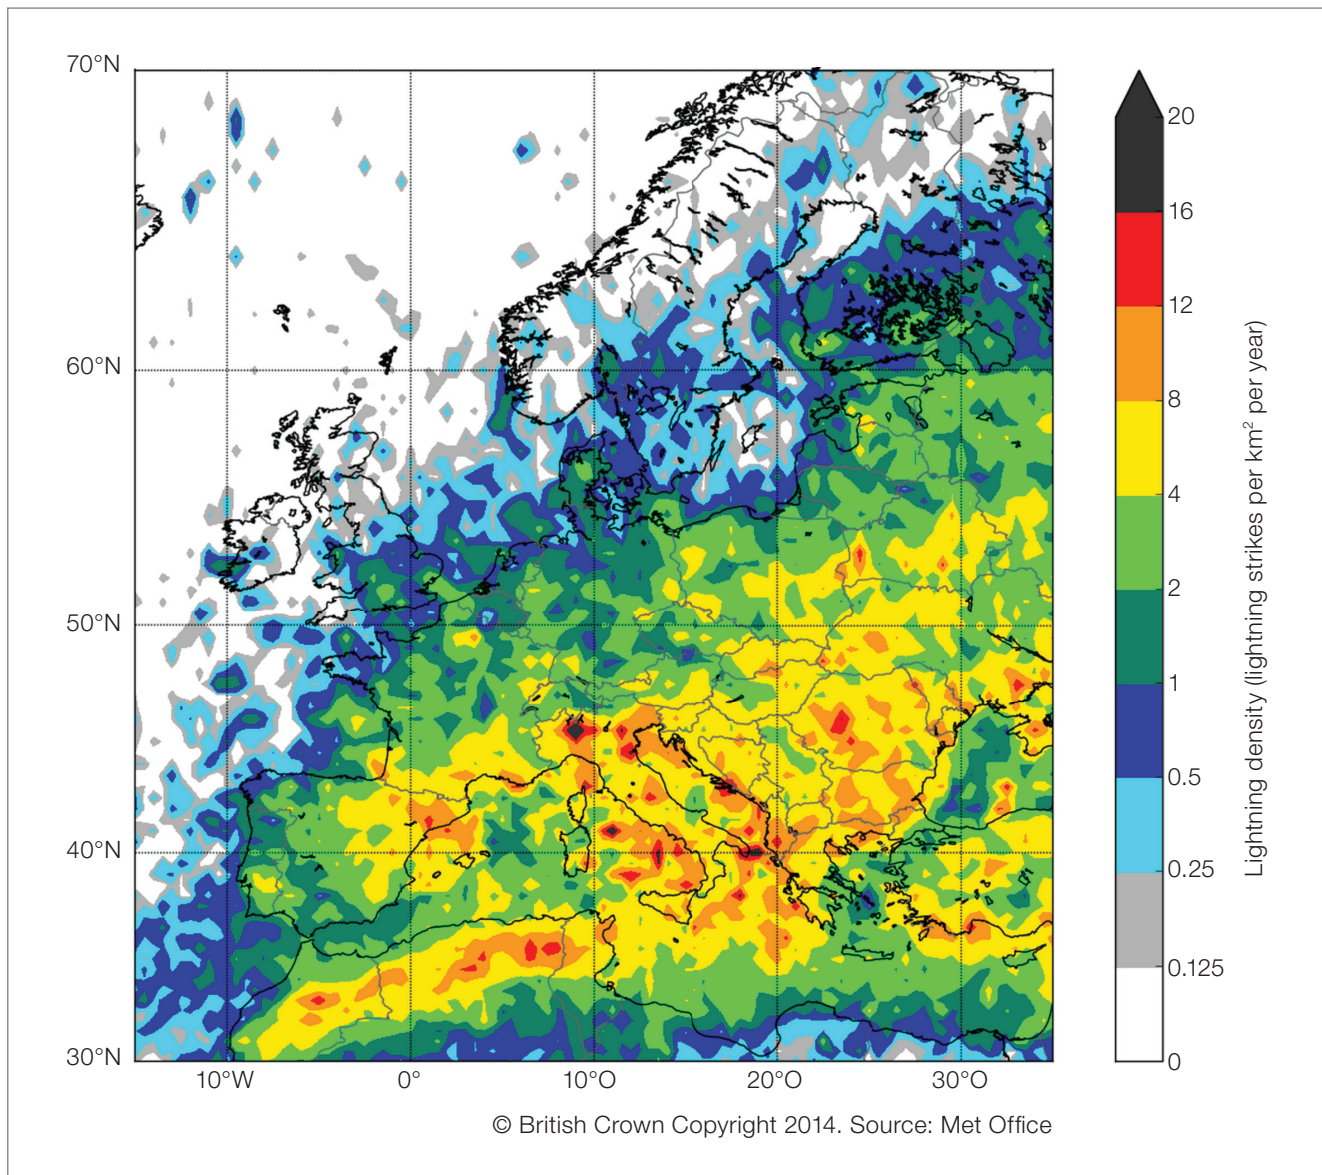 70°N
60°N
50°N
40°N
30°N
10°W
0°
10°O
20°O
30°O
20
16
12
8
4
2
1
0.5
0.25
0.125
0
Lightning density (lightning strikes per km² per year)
© British Crown Copyright 2014. Source: Met Office